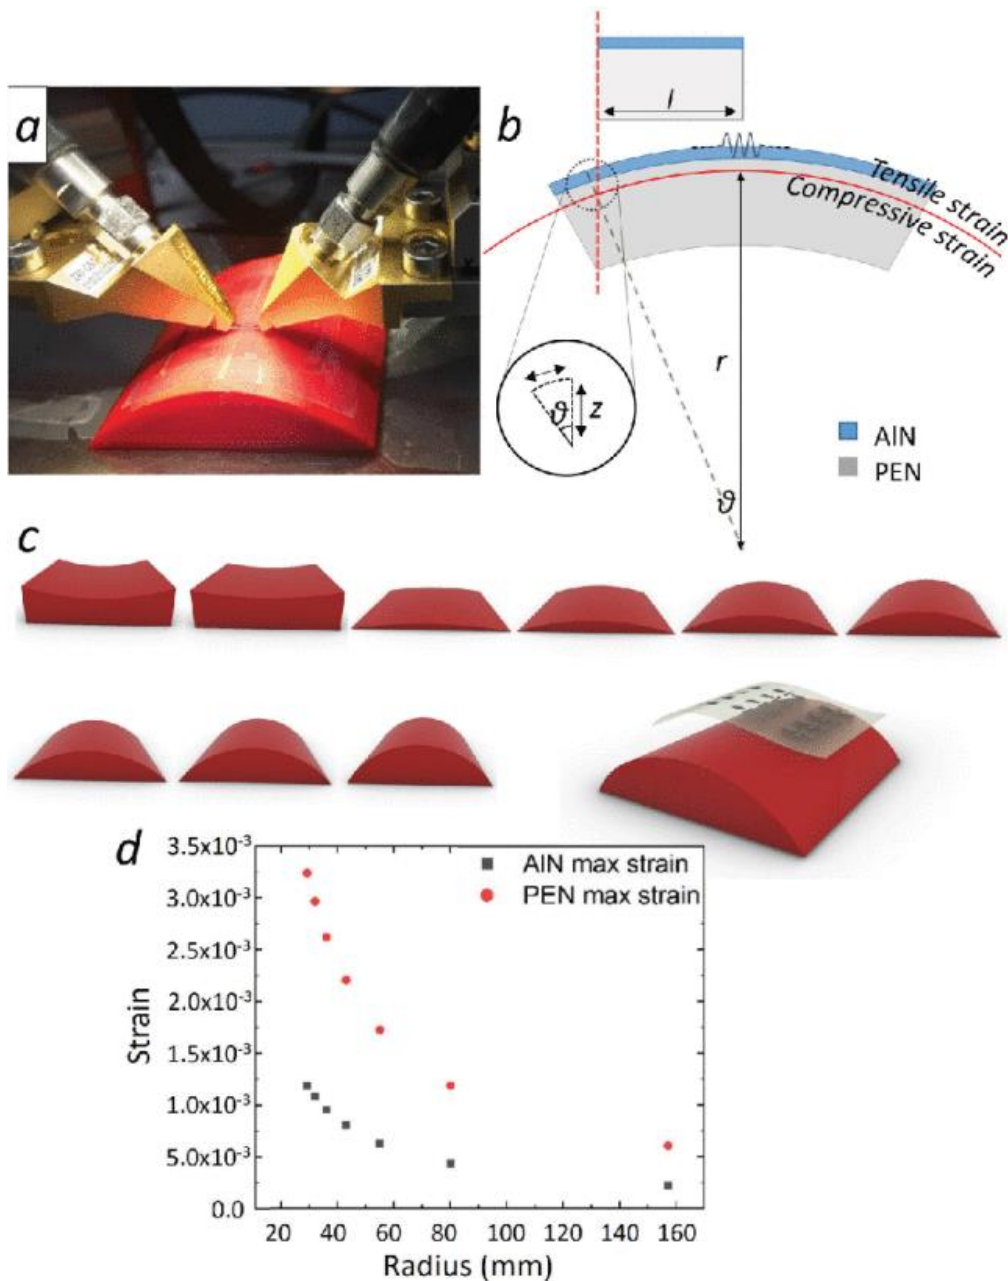 a
b
l
Tensile strain
Compressive strain
r
ϑ
z
AlN
PEN
ϑ
c
d
3.5x10-3
3.0x10-3
2.5x10-3
2.0x10-3
1.5x10-3
1.0x10-3
5.0x10-3
0.0
Strain
AlN max strain
PEN max strain
20 40 60 80 100 120 140 160
Radius (mm)